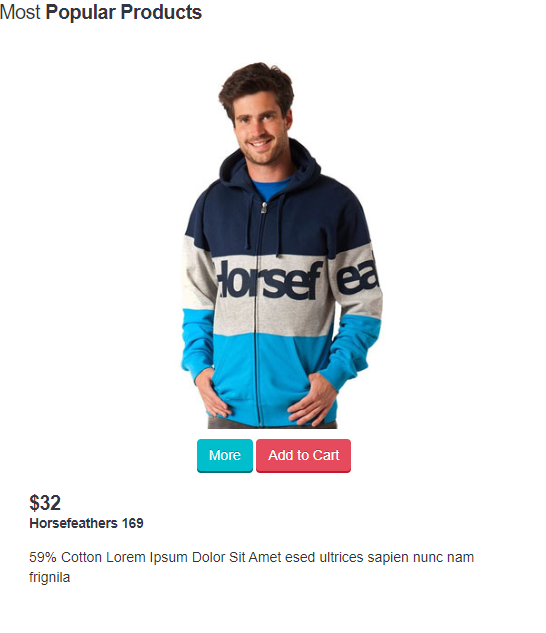 Most Popular Products
Horsef ea
More Add to Cart
$32
Horsefeathers 169
59% Cotton Lorem Ipsum Dolor Sit Amet esed ultrices sapien nunc nam
frignila